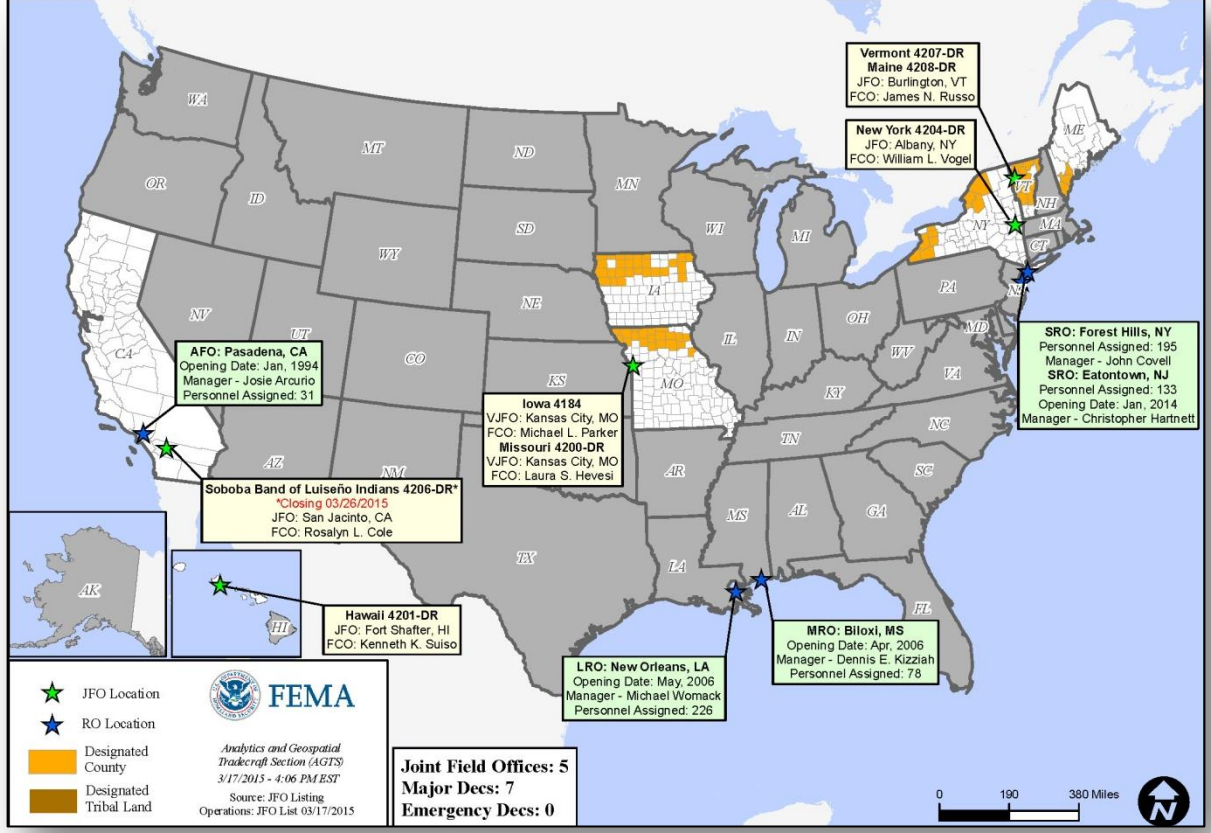 Vermont 4207-DR
Maine 4208-DR
JFO: Burlington, VT
FCO: James N. Russo
New York 4204-DR
JFO: Albany, NY
FCO: William L. Vogel
WA
MT
ND
MN
ME
VT
NH
OR
ID
SD
WI
MI
NY
MA
CT
WY
IA
PA
NJ
NE
NV
UT
CA
CO
IL
IN
OH
MD
WV
VA
KS
MO
KY
AZ
NM
TN
NC
AR
SC
MS
AL
GA
TX
LA
FL
AK
HI
AFO: Pasadena, CA
Opening Date: Jan, 1994
Manager - Josie Arcurio
Personnel Assigned: 31
SRO: Forest Hills, NY
Personnel Assigned: 195
Manager - John Covell
SRO: Eatontown, NJ
Personnel Assigned: 133
Opening Date: Jan, 2014
Manager - Christopher Hartnett
Iowa 4184
VJFO: Kansas City, MO
FCO: Michael L. Parker
Missouri 4200-DR
VJFO: Kansas City, MO
FCO: Laura S. Hevesi
Soboba Band of Luiseño Indians 4206-DR*
*Closing 03/26/2015
JFO: San Jacinto, CA
FCO: Rosalyn L. Cole
Hawaii 4201-DR
JFO: Fort Shafter, HI
FCO: Kenneth K. Suiso
LRO: New Orleans, LA
Opening Date: May, 2006
Manager - Michael Womack
Personnel Assigned: 226
MRO: Biloxi, MS
Opening Date: Apr, 2006
Manager - Dennis E. Kizziah
Personnel Assigned: 78
JFO Location
RO Location
Designated
County
Designated
Tribal Land
FEMA
Analytics and Geospatial
Tradecraft Section (AGTS)
3/17/2015 - 4:06 PM EST
Source: JFO Listing
Operations: JFO List 03/17/2015
Joint Field Offices: 5
Major Decs: 7
Emergency Decs: 0
0 190 380 Miles
N